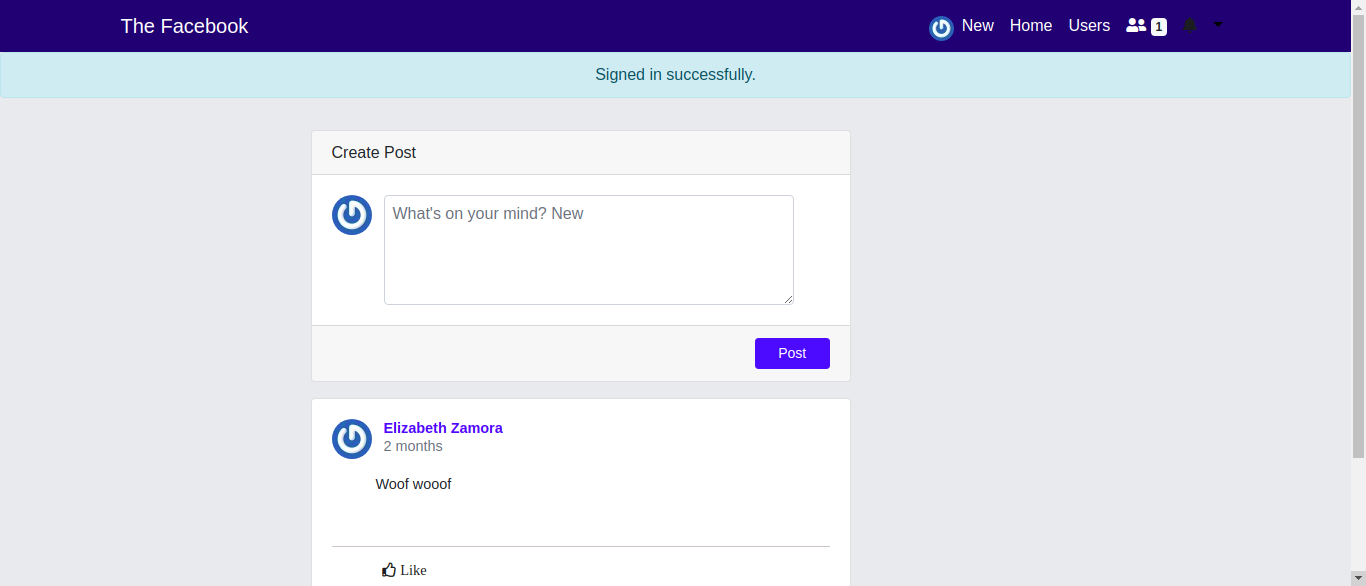 The Facebook
New Home Users 1
Signed in successfully.
Create Post
What's on your mind? New
Post
Elizabeth Zamora
2 months
Woof wooof
Like